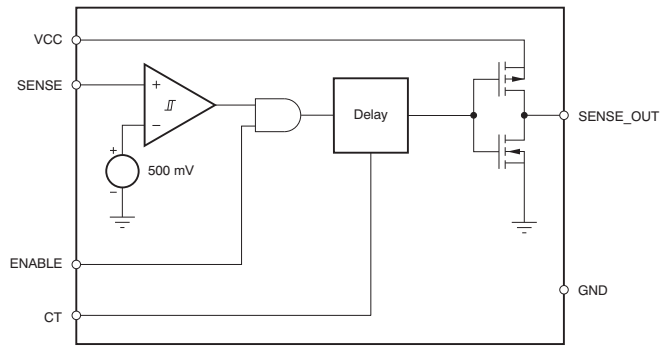 VCC
SENSE
+
−
+
500 mV
−
Delay
SENSE_OUT
ENABLE
GND
CT